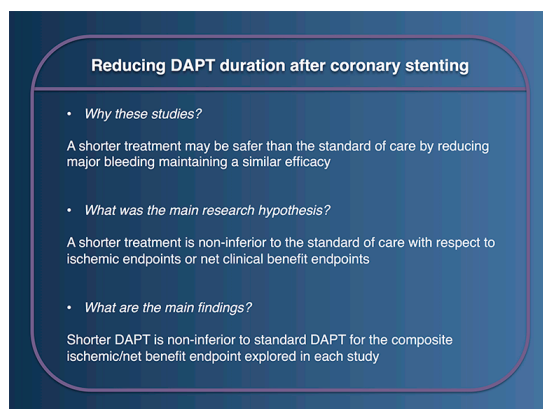 Reducing DAPT duration after coronary stenting
• Why these studies?
A shorter treatment may be safer than the standard of care by reducing
major bleeding maintaining a similar efficacy
• What was the main research hypothesis?
A shorter treatment is non-inferior to the standard of care with respect to
ischemic endpoints or net clinical benefit endpoints
• What are the main findings?
Shorter DAPT is non-inferior to standard DAPT for the composite
ischemic/net benefit endpoint explored in each study